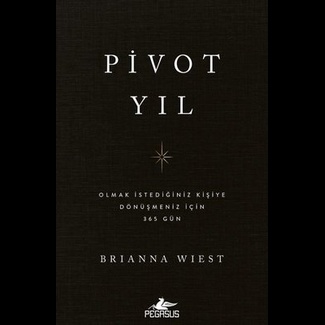 PİVOT
YIL
OLMAK İSTEDİĞİNİZ KİŞİYE
DÖNÜŞMENİZ İÇİN
365 GÜN
BRIANNA WIEST
PEGASUS